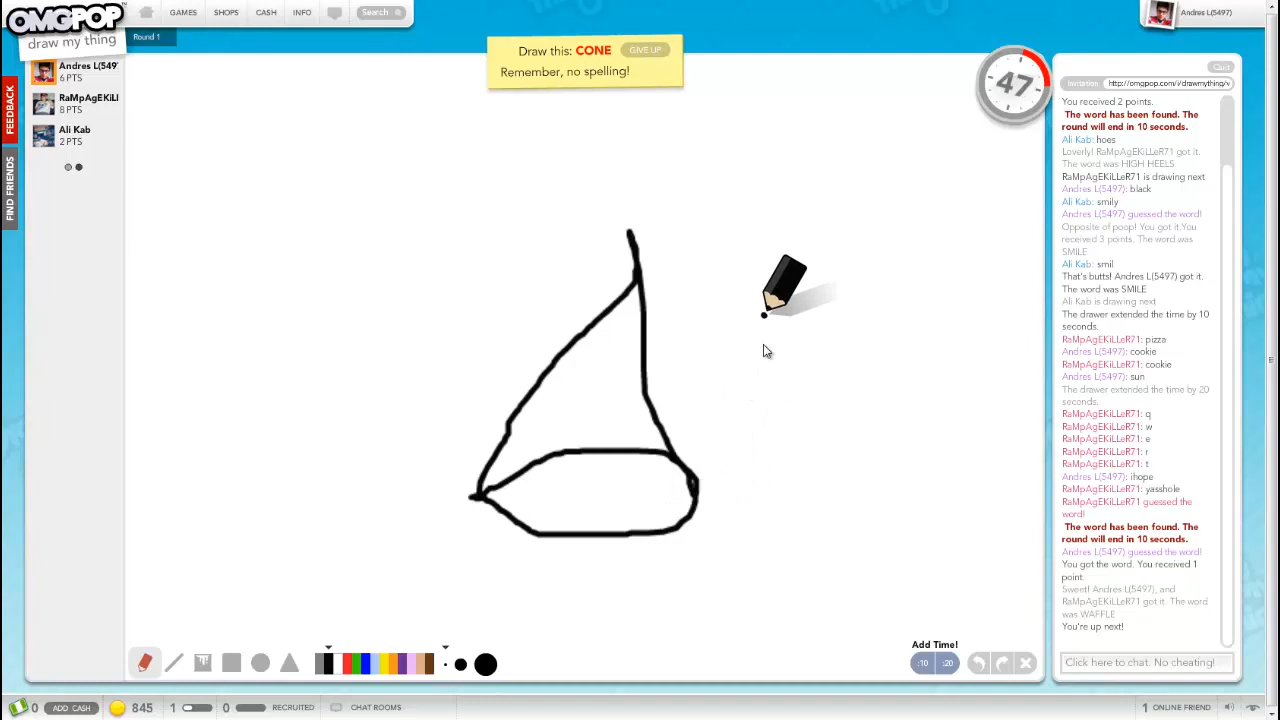 OMGPOP
draw my thing
GAMES
SHOPS
CASH
INFO
Search
Andres L(5497)
Round 1
Draw this: CONE
GIVE UP
Remember, no spelling!
47
FEEDBACK
FIND FRIENDS
Andres L(549
6 PTS
RaMpAgEKiLl
8 PTS
Ali Kab
2 PTS
Invitation
http://omgpop.com/i/drawmything/v
You received 2 points.
The word has been found. The
round will end in 10 seconds.
Ali Kab: hoes
Loverly! RaMpAgEKiLLeR71 got it.
The word was HIGH HEELS
RaMpAgEKiLLeR71 is drawing next
Andres L(5497): black
Ali Kab: smily
Andres L(5497) guessed the word!
Opposite of poop! You got it.You
received 3 points. The word was
SMILE
Ali Kab: smil
That's butts! Andres L(5497) got it.
The word was SMILE
Ali Kab is drawing next
The drawer extended the time by 10
seconds.
RaMpAgEKiLLeR71: pizza
Andres L(5497): cookie
RaMpAgEKiLLeR71: cookie
Andres L(5497): sun
The drawer extended the time by 20
seconds.
RaMpAgEKiLLeR71: q
RaMpAgEKiLLeR71: w
RaMpAgEKiLLeR71: e
RaMpAgEKiLLeR71: r
RaMpAgEKiLLeR71: t
Andres L(5497): ihope
RaMpAgEKiLLeR71: yasshole
RaMpAgEKiLLeR71 guessed the
word!
The word has been found. The
round will end in 10 seconds.
Andres L(5497) guessed the word!
You got the word. You received 1
point.
Sweet! Andres L(5497), and
RaMpAgEKiLLeR71 got it. The word
was WAFFLE
You're up next!
Add Time!
:10
:20
Click here to chat. No cheating!
0
ADD CASH
845
1
0
RECRUITED
CHAT ROOMS
1 ONLINE FRIEND